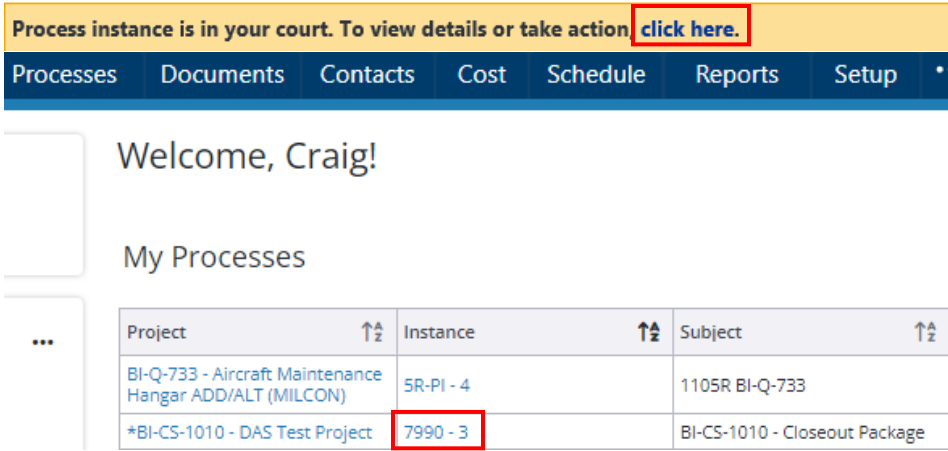 Process instance is in your court. To view details or take action, click here.
Processes Documents Contacts Cost Schedule Reports Setup
Welcome, Craig!
My Processes
Project Instance Subject
BI-Q-733 - Aircraft Maintenance
Hangar ADD/ALT (MILCON) 5R-PI - 4 1105R BI-Q-733
*BI-CS-1010 - DAS Test Project 7990 - 3 BI-CS-1010 - Closeout Package